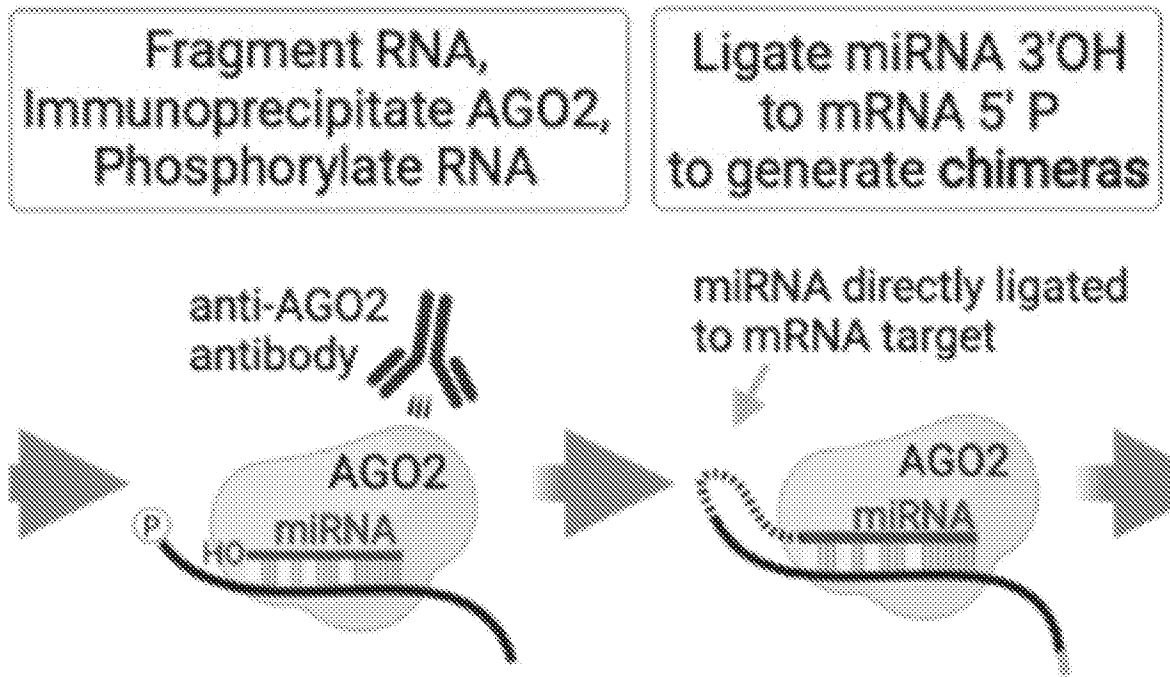 Fragment RNA,
Immunoprecipitate AGO2,
Phosphorylate RNA
Ligate miRNA 3'OH
to mRNA 5' P
to generate chimeras
anti-AGO2
antibody
AGO2
miRNA
P
HO
miRNA directly ligated
to mRNA target
AGO2
miRNA